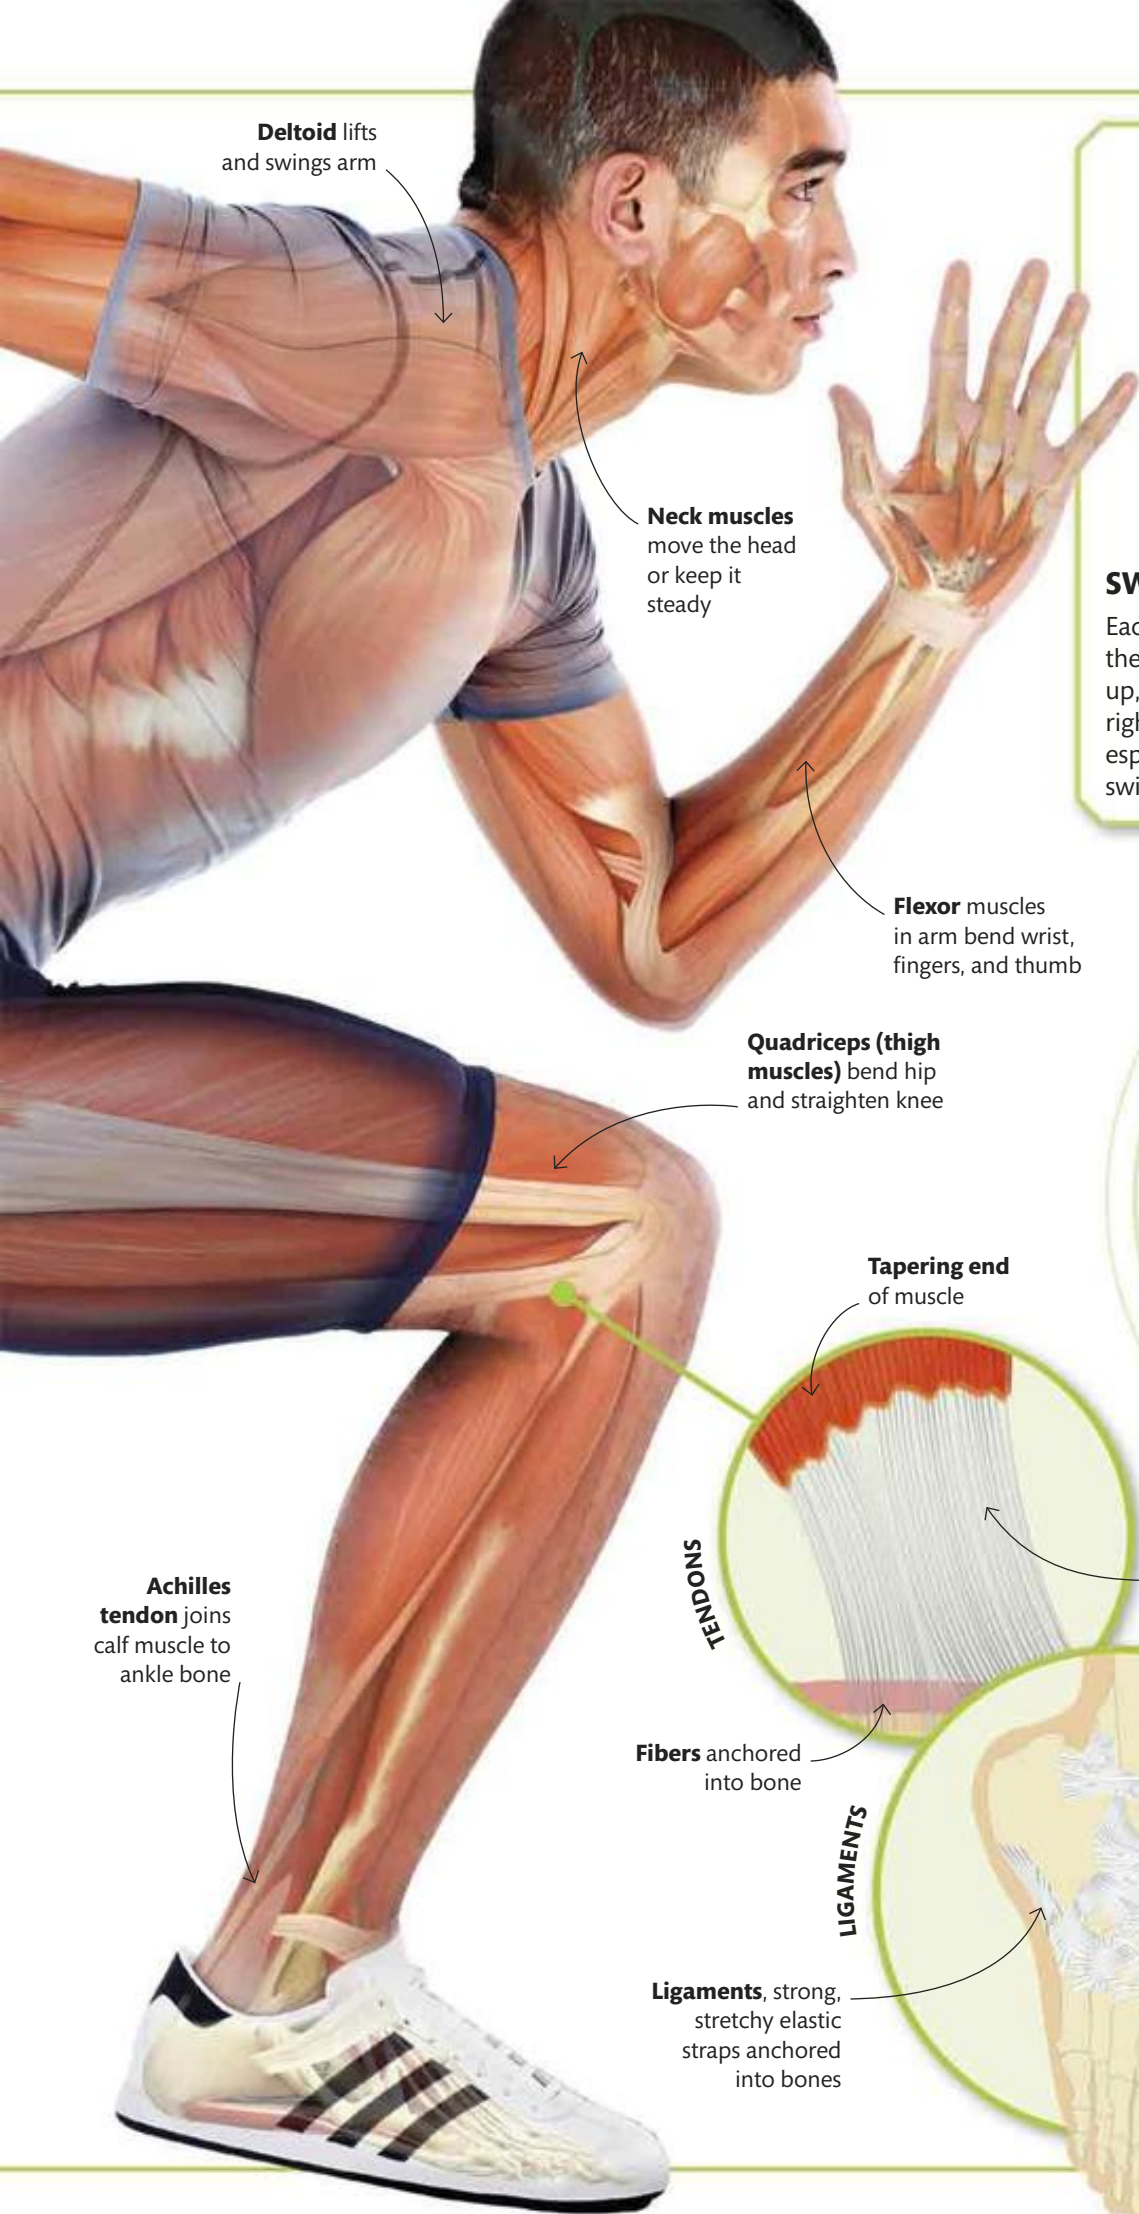 Deltoid lifts
and swings arm
Neck muscles
move the head
or keep it
steady
up,
Flexor muscles
in arm bend wrist,
fingers, and thumb
Quadriceps (thigh
muscles) bend hip
and straighten knee
Tapering end
of muscle
TENDONS
Achilles
tendon joins
calf muscle to
ankle bone
Fibers anchored
into bone
LIGAMENTS
Ligaments, strong,
stretchy elastic
straps anchored
into bones